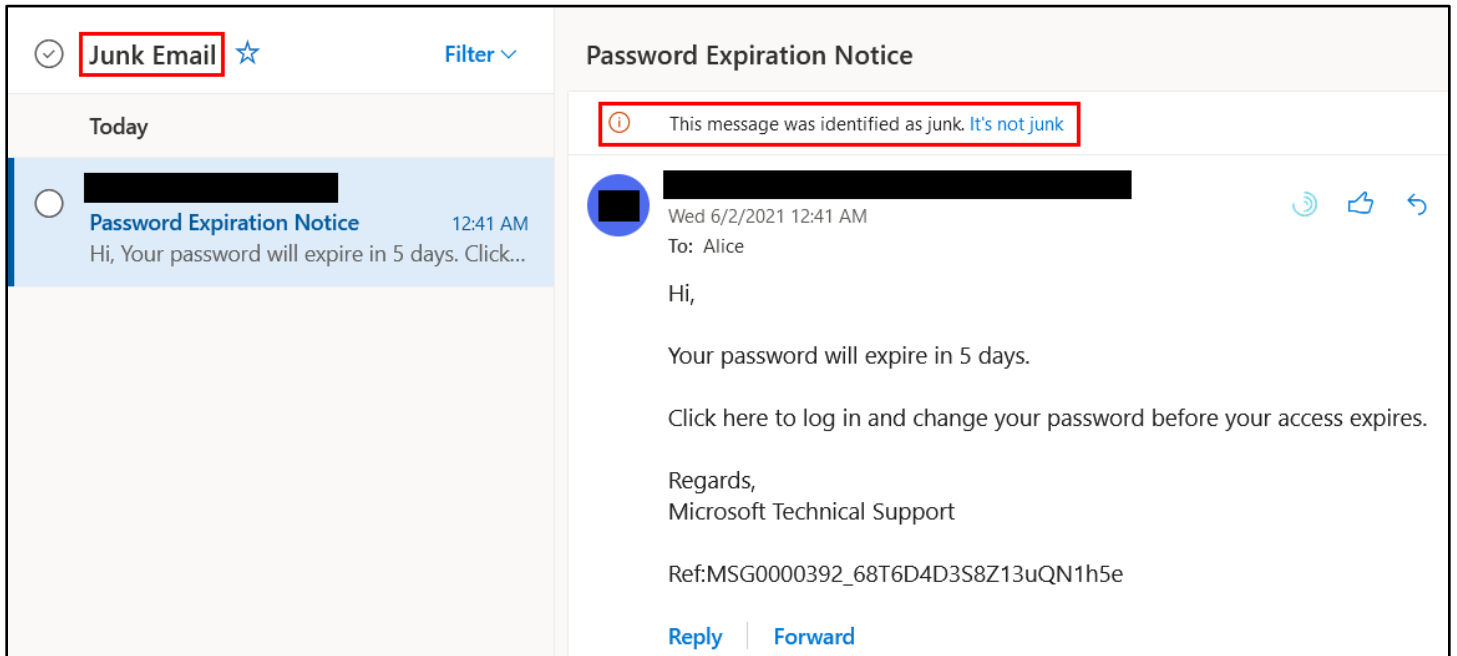 Junk Email
Filter
Today
Password Expiration Notice 12:41 AM
Hi, Your password will expire in 5 days. Click...
Password Expiration Notice
This message was identified as junk. It's not junk
Wed 6/2/2021 12:41 AM
To: Alice
Hi,
Your password will expire in 5 days.
Click here to log in and change your password before your access expires.
Regards,
Microsoft Technical Support
Ref:MSG0000392_68T6D4D3S8Z13uQN1h5e
Reply
Forward